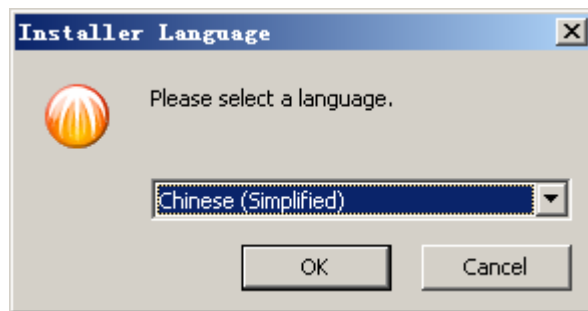 Installer Language
Please select a language.
Chinese (Simplified)
OK
Cancel